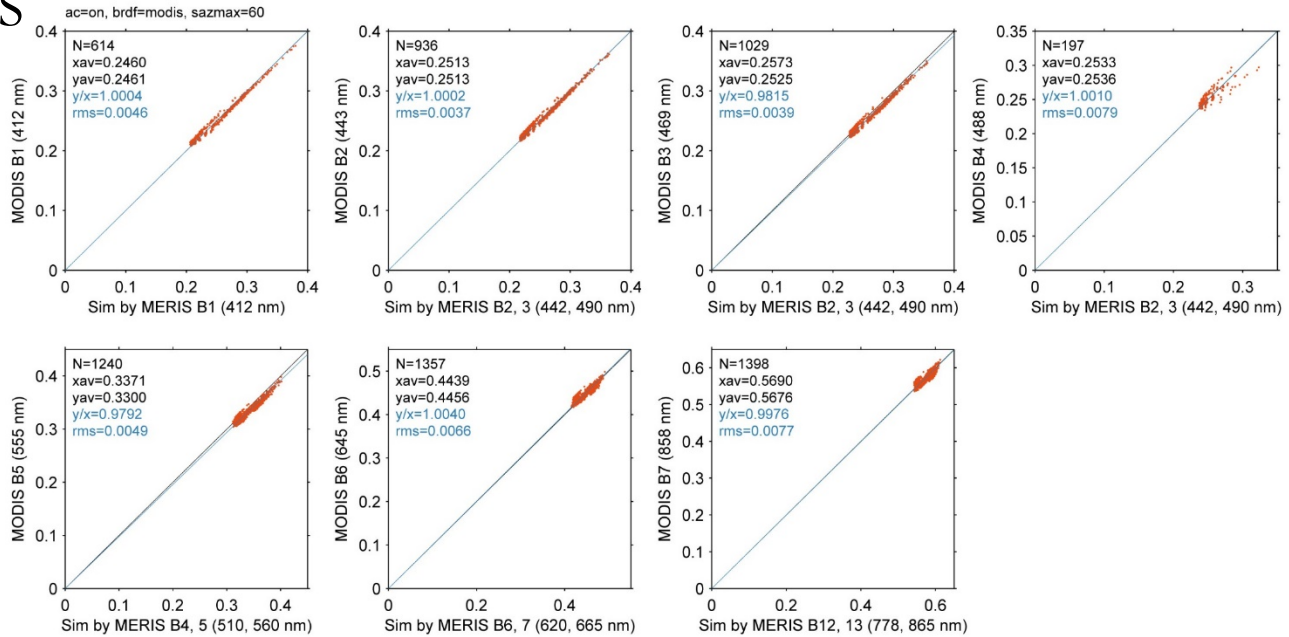 S
ac=on, brdf=modis, sazmax=60
0.4
0.3
0.2
0.1
0
MODIS B1 (412 nm)
N=614
xav=0.2460
yav=0.2461
y/x=1.0004
rms=0.0046
0 0.1 0.2 0.3 0.4
Sim by MERIS B1 (412 nm)
0.4
0.3
0.2
0.1
0
MODIS B2 (443 nm)
N=936
xav=0.2513
yav=0.2513
y/x=1.0002
rms=0.0037
0 0.1 0.2 0.3 0.4
Sim by MERIS B2, 3 (442, 490 nm)
0.4
0.3
0.2
0.1
0
MODIS B3 (469 nm)
N=1029
xav=0.2573
yav=0.2525
y/x=0.9815
rms=0.0039
0 0.1 0.2 0.3 0.4
Sim by MERIS B2, 3 (442, 490 nm)
0.35
0.3
0.25
0.2
0.15
0.1
0.05
0
MODIS B4 (488 nm)
N=197
xav=0.2533
yav=0.2536
y/x=1.0010
rms=0.0079
0 0.1 0.2 0.3
Sim by MERIS B2, 3 (442, 490 nm)
0.4
0.3
0.2
0.1
0
MODIS B5 (555 nm)
N=1240
xav=0.3371
yav=0.3300
y/x=0.9792
rms=0.0049
0 0.1 0.2 0.3 0.4
Sim by MERIS B4, 5 (510, 560 nm)
0.5
0.4
0.3
0.2
0.1
0
MODIS B6 (645 nm)
N=1357
xav=0.4439
yav=0.4456
y/x=1.0040
rms=0.0066
0 0.2 0.4
Sim by MERIS B6, 7 (620, 665 nm)
0.6
0.5
0.4
0.3
0.2
0.1
0
MODIS B7 (858 nm)
N=1398
xav=0.5690
yav=0.5676
y/x=0.9976
rms=0.0077
0 0.2 0.4 0.6
Sim by MERIS B12, 13 (778, 865 nm)